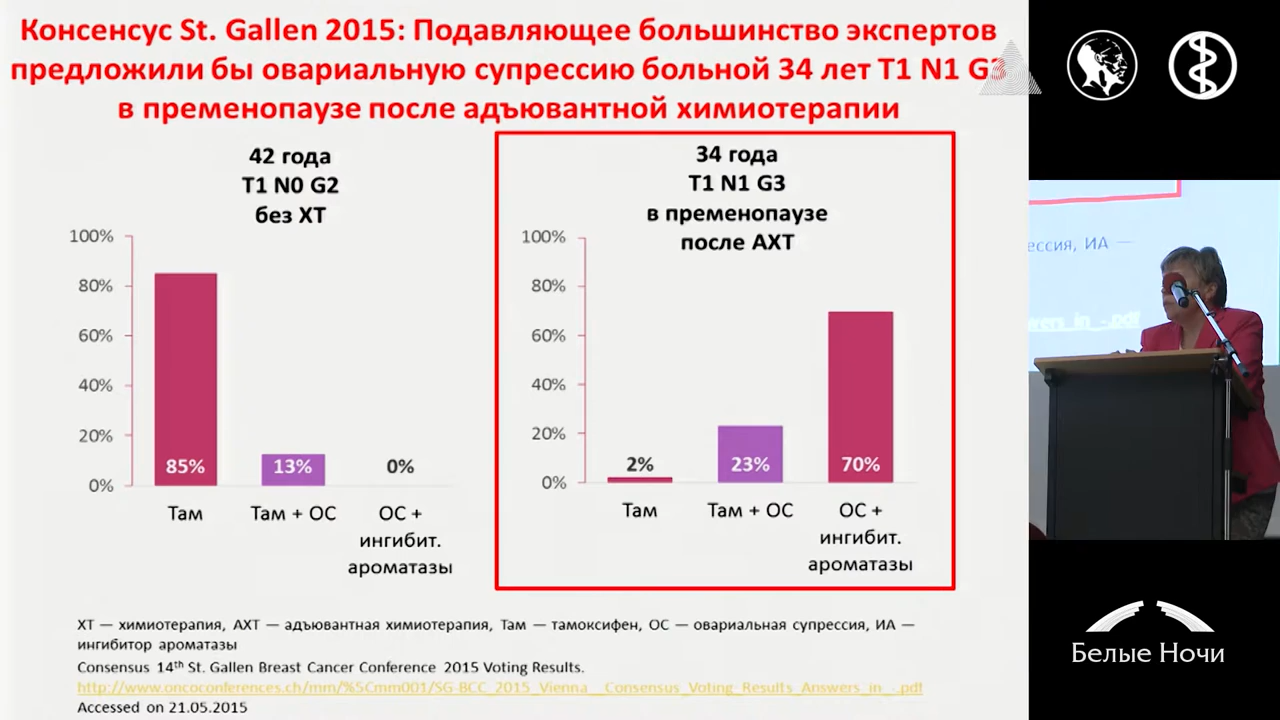 Консенсус St. Gallen 2015: Подавляющее большинство экспертов
предложили бы овариальную супрессию больной 34 лет T1 N1 G3
в пременопаузе после адъювантной химиотерапии
42 года
T1 N0 G2
без ХТ
100%
80%
60%
40%
20%
0%
85%
13%
0%
Там
Там + ОС
ОС +
ингибит.
ароматазы
34 года
T1 N1 G3
в пременопаузе
после АХТ
100%
80%
60%
40%
20%
0%
2%
23%
70%
Там
Там + ОС
ОС +
ингибит.
ароматазы
ХТ — химиотерапия, АХТ — адъювантная химиотерапия, Там — тамоксифен, ОС — овариальная супрессия, ИА —
ингибитор ароматазы
Consensus 14th St. Gallen Breast Cancer Conference 2015 Voting Results.
http://www.oncoconferences.ch/mm/%5Cmm001/SG-BCC_2015_Vienna__Consensus_Voting_Results_Answers_in_-.pdf
Accessed on 21.05.2015
ессия, ИА —
wers_in_-.pdf
Белые Ночи